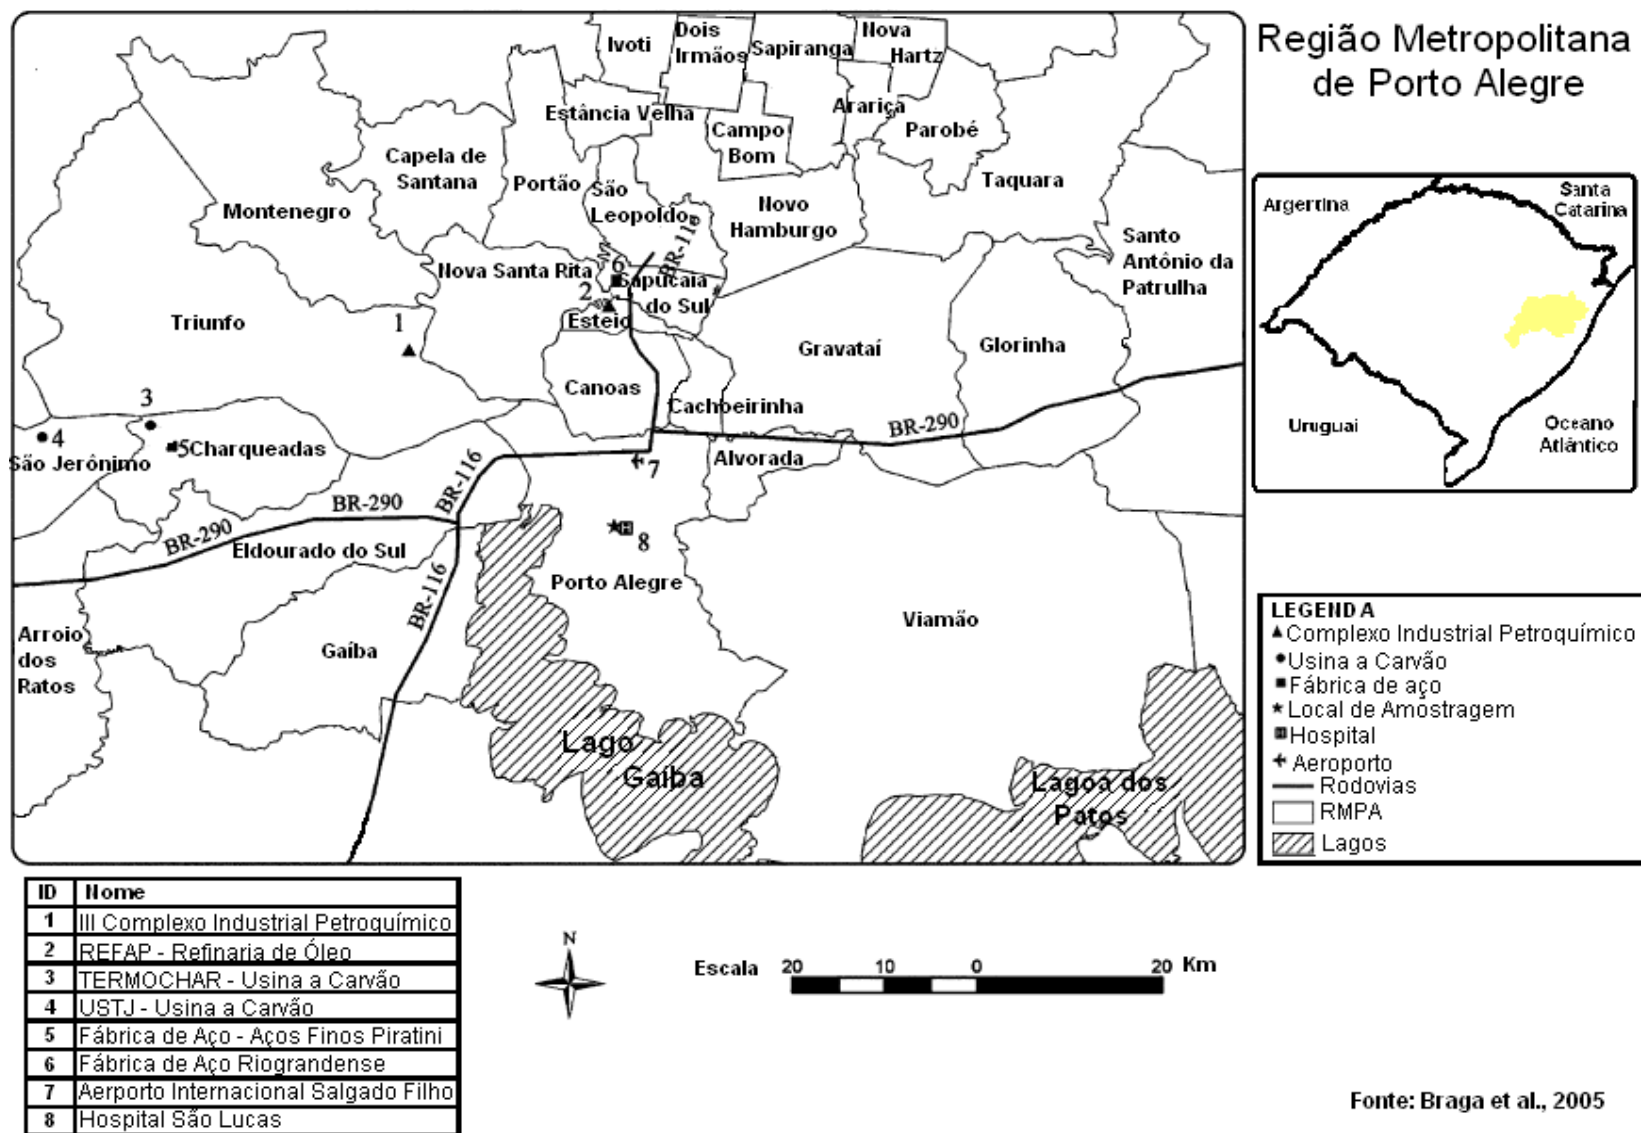 Região Metropolitana
de Porto Alegre
Ivoti
Dois
Irmãos
Sapiranga
Nova
Hartz
Estância Velha
Arariça
Campo
Bom
Parobé
Capela de
Santana
Portão
São
Leopoldo
Taquara
Montenegro
Novo
Hamburgo
BR-116
Santo
Antônio da
Patrulha
Nova Santa Rita
6
Sapucaia
do Sul
2
Esteio
Triunfo
1
Gravataí
Glorinha
Canoas
Cachoeirinha
3
4
5
Charqueadas
São Jerônimo
BR-290
Alvorada
7
BR-116
BR-290
BR-290
8
Eldourado do Sul
BR-116
Porto Alegre
Viamão
Arroio
dos
Ratos
Gaíba
Lago
Gaíba
Lagoa dos
Patos
Argentina
Santa
Catarina
Uruguai
Oceano
Atlântico
LEGENDA
Complexo Industrial Petroquímico
Usina a Carvão
Fábrica de aço
Local de Amostragem
Hospital
Aeroporto
Rodovias
RMPA
Lagos
ID Nome
1 III Complexo Industrial Petroquímico
2 REFAP - Refinaria de Óleo
3 TERMOCHAR - Usina a Carvão
4 USTJ - Usina a Carvão
5 Fábrica de Aço - Aços Finos Piratini
6 Fábrica de Aço Riograndense
7 Aerporto Internacional Salgado Filho
8 Hospital São Lucas
N
Escala 20 10 0 20 Km
Fonte: Braga et al., 2005